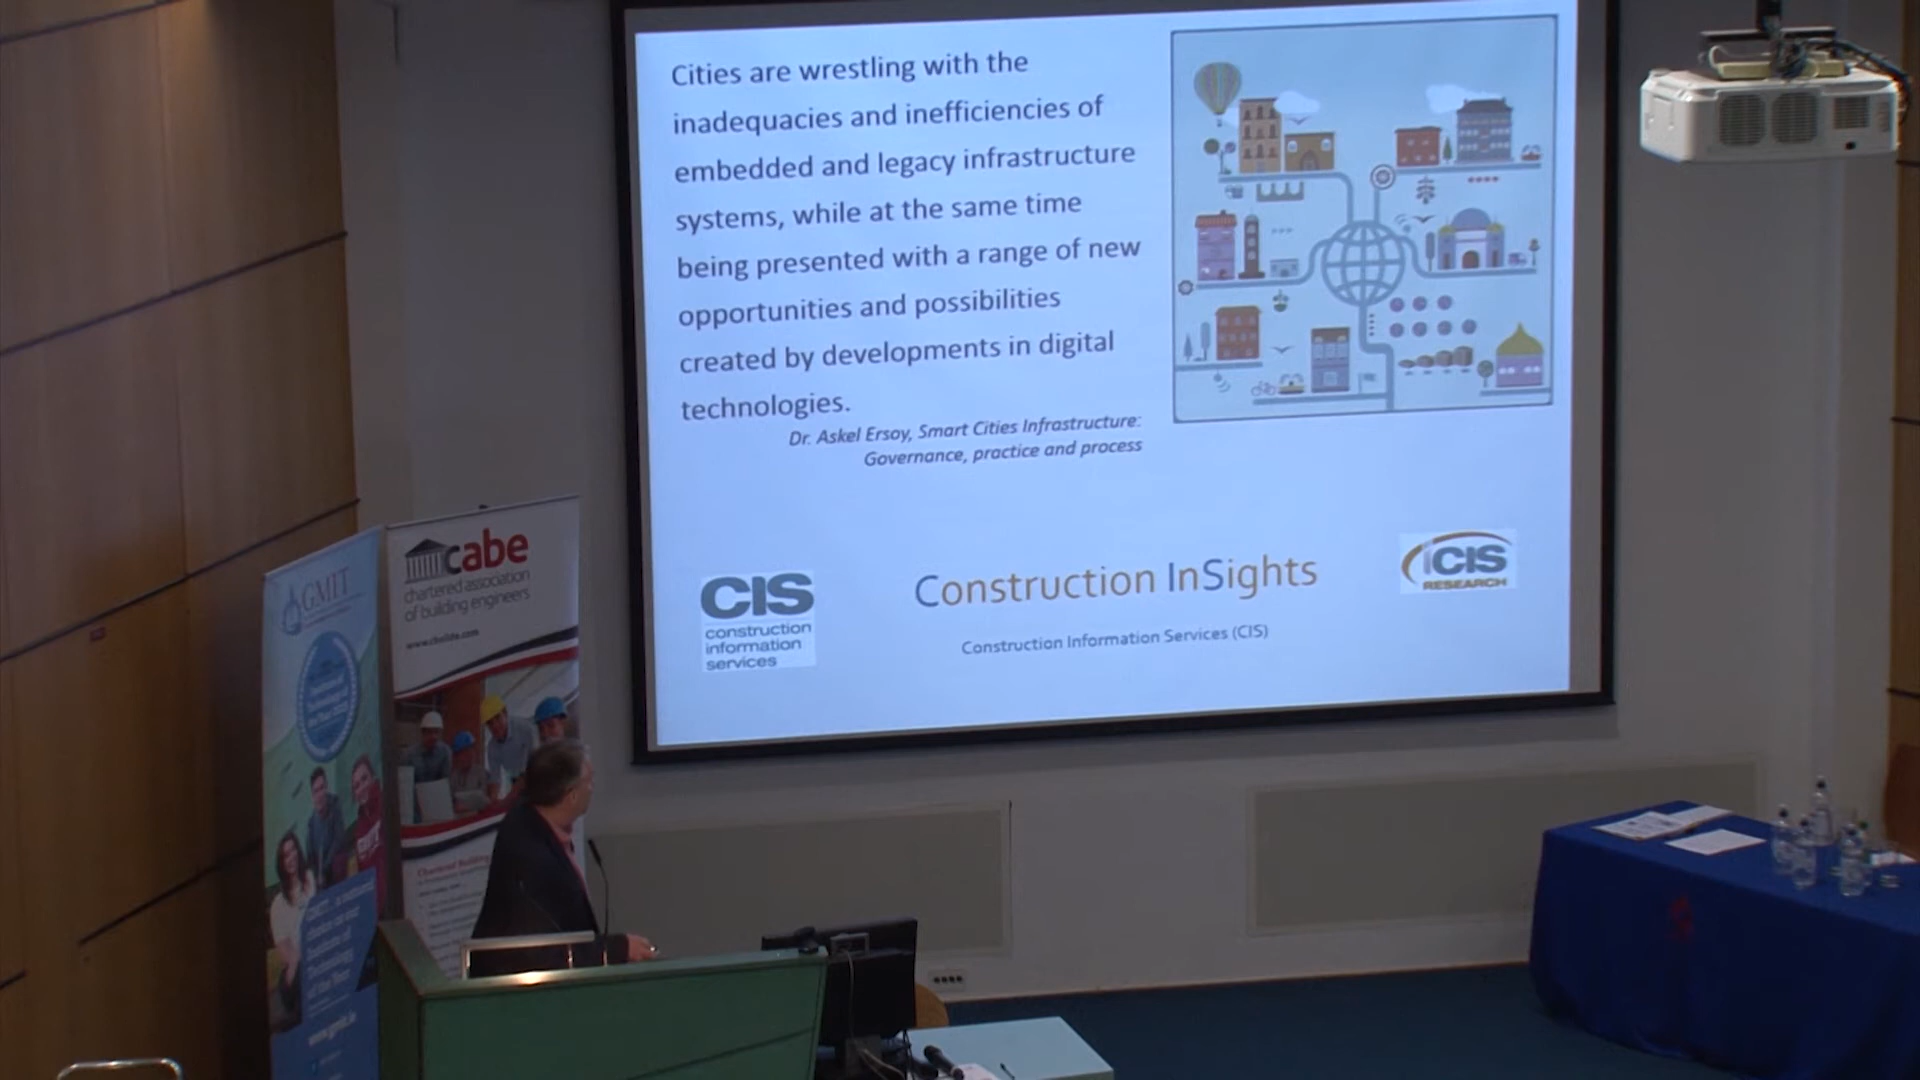 Cities are wrestling with the
inadequacies and inefficiencies of
embedded and legacy infrastructure
systems, while at the same time
being presented with a range of new
opportunities and possibilities
created by developments in digital
technologies.
Dr. Askel Ersoy, Smart Cities Infrastructure:
Governance, practice and process
CIS
construction
information
services
Construction InSights
Construction Information Services (CIS)
iCIS
RESEARCH
GMIT
cabe
chartered association
of building engineers